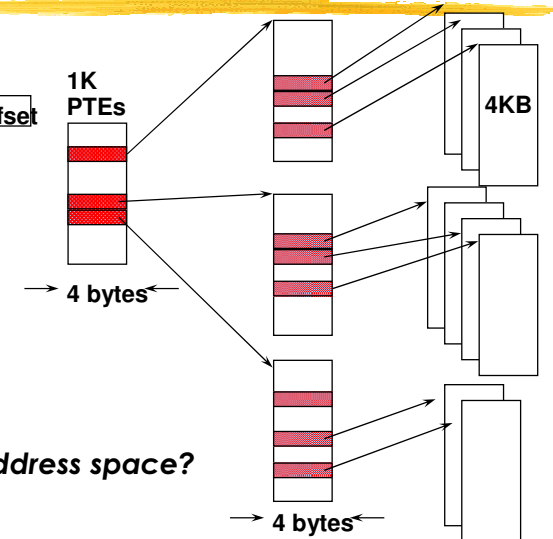 1K
PTEs
fset
4KB
4 bytes
ddress space?
4 bytes